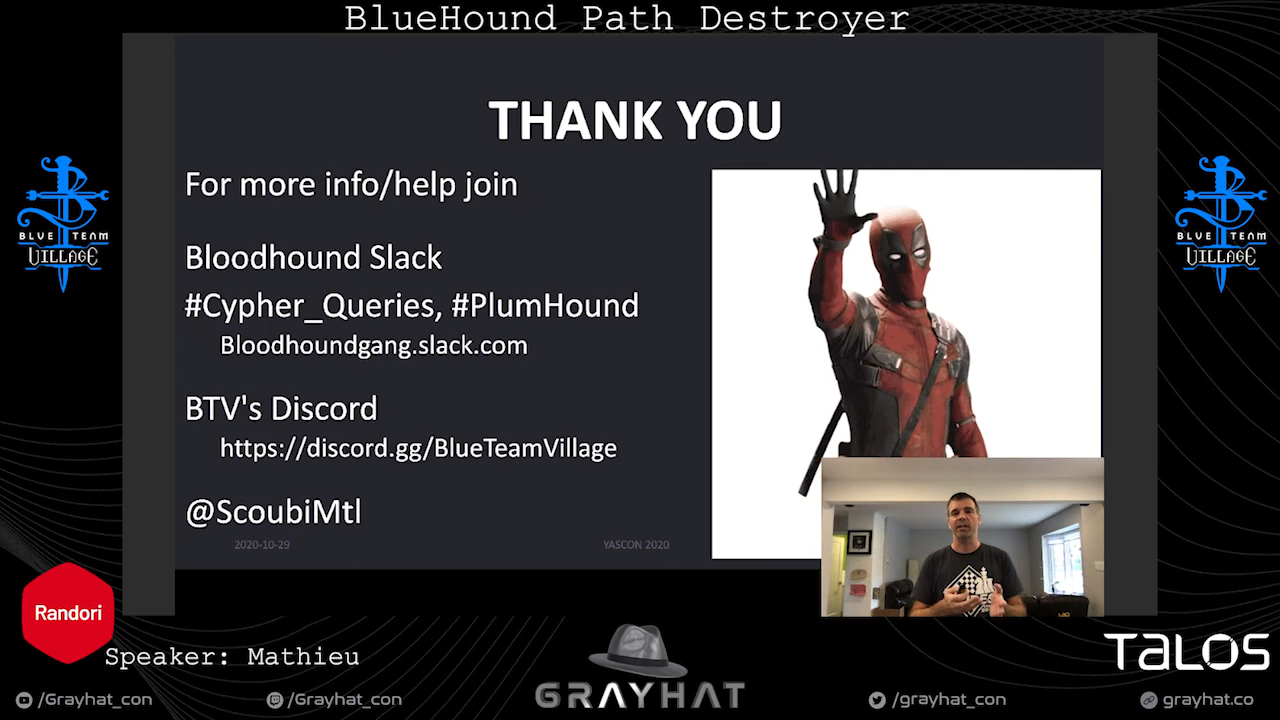 BlueHound Path Destroyer
THANK YOU
For more info/help join
Bloodhound Slack
#Cypher_Queries, #PlumHound
Bloodhoundgang.slack.com
BTV's Discord
https://discord.gg/BlueTeamVillage
@ScoubiMtl
2020-10-29
YASCON 2020
BLUE TEAM
VILLAGE
BLUE TEAM
VILLAGE
Randori
Speaker: Mathieu
GRAYHAT
TALOS
/Grayhat_con
/Grayhat_con
/grayhat_con
grayhat.co